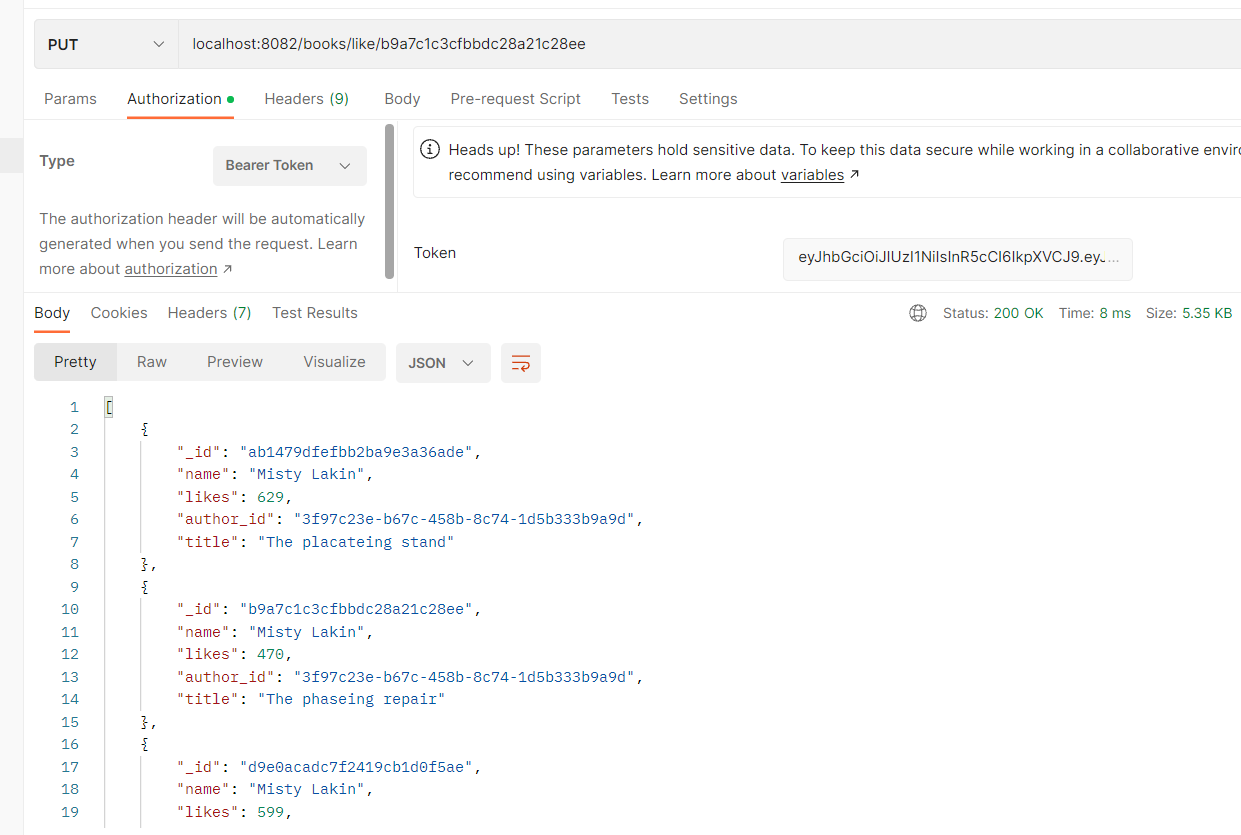 PUT localhost:8082/books/like/b9a7c1c3cfbbdc28a21c28ee
Params Authorization Headers (9) Body Pre-request Script Tests Settings
Type Bearer Token
The authorization header will be automatically
generated when you send the request. Learn
more about authorization ↗
Heads up! These parameters hold sensitive data. To keep this data secure while working in a collaborative enviro
recommend using variables. Learn more about variables ↗
Token eyJhbGciOiJIUzI1NiIsInR5cCI6IkpXVCJ9.eyJ...
Body Cookies Headers (7) Test Results Status: 200 OK Time: 8 ms Size: 5.35 KB
Pretty Raw Preview Visualize JSON
1 [
2 {
3 "_id": "ab1479dfefbb2ba9e3a36ade",
4 "name": "Misty Lakin",
5 "likes": 629,
6 "author_id": "3f97c23e-b67c-458b-8c74-1d5b333b9a9d",
7 "title": "The placateing stand"
8 },
9 {
10 "_id": "b9a7c1c3cfbbdc28a21c28ee",
11 "name": "Misty Lakin",
12 "likes": 470,
13 "author_id": "3f97c23e-b67c-458b-8c74-1d5b333b9a9d",
14 "title": "The phaseing repair"
15 },
16 {
17 "_id": "d9e0acadc7f2419cb1d0f5ae",
18 "name": "Misty Lakin",
19 "likes": 599,